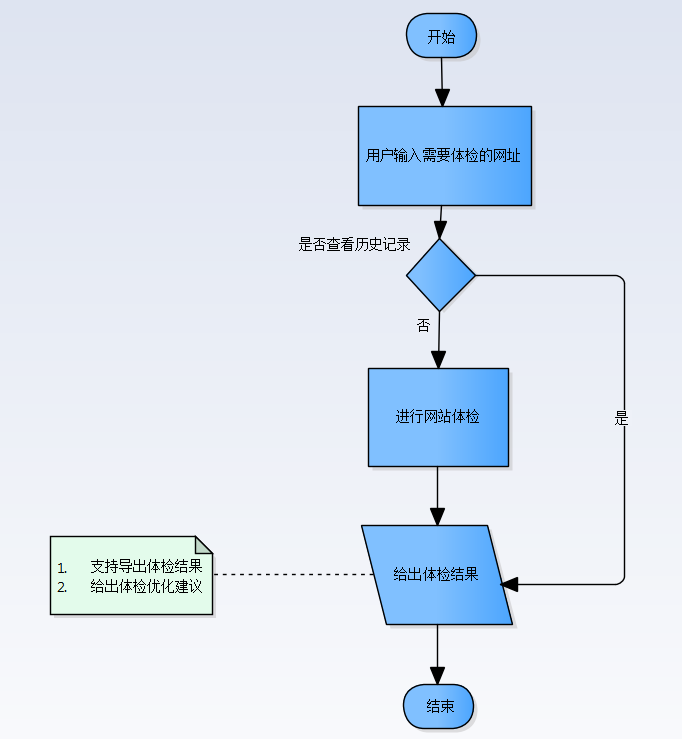 开始
用户输入需要体检的网址
是否查看历史记录
否
进行网站体检
是
1. 支持导出体检结果
2. 给出体检优化建议
给出体检结果
结束